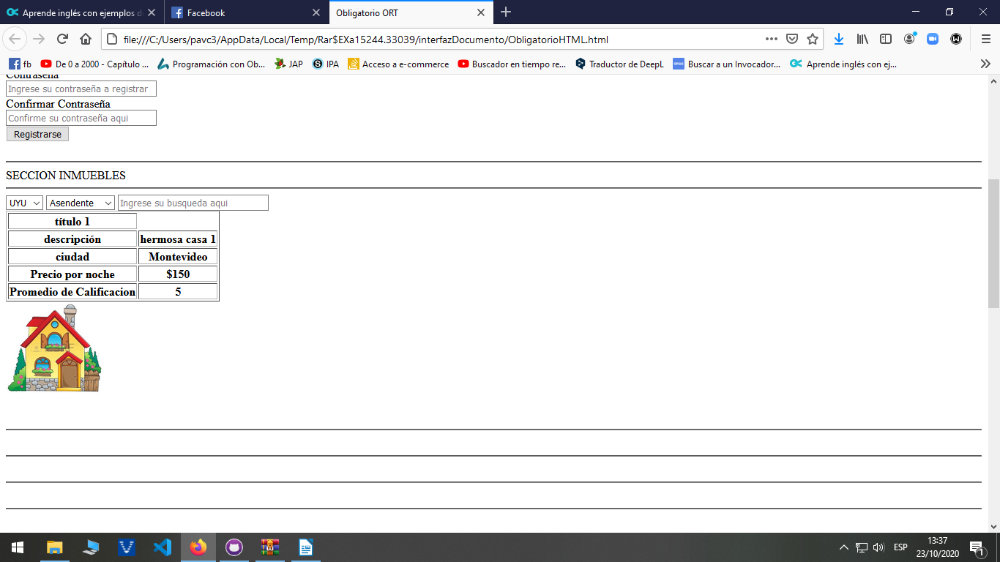 Aprende inglés con ejemplos d
Facebook
Obligatorio ORT
file:///C:/Users/pavc3/AppData/Local/Temp/Rar$EXa15244.33039/interfazDocumento/ObligatorioHTML.html
fb
De 0 a 2000 - Capítulo ...
Programación con Ob...
JAP
IPA
Acceso a e-commerce
Buscador en tiempo re...
Traductor de DeepL
Buscar a un Invocador...
Aprende inglés con ej...
Contraseña
Ingrese su contraseña a registrar
Confirmar Contraseña
Confirme su contraseña aqui
Registrarse
SECCION INMUEBLES
UYU Asendente Ingrese su busqueda aqui
título 1
descripción hermosa casa 1
ciudad Montevideo
Precio por noche $150
Promedio de Calificacion 5
ESP
13:37
23/10/2020
1